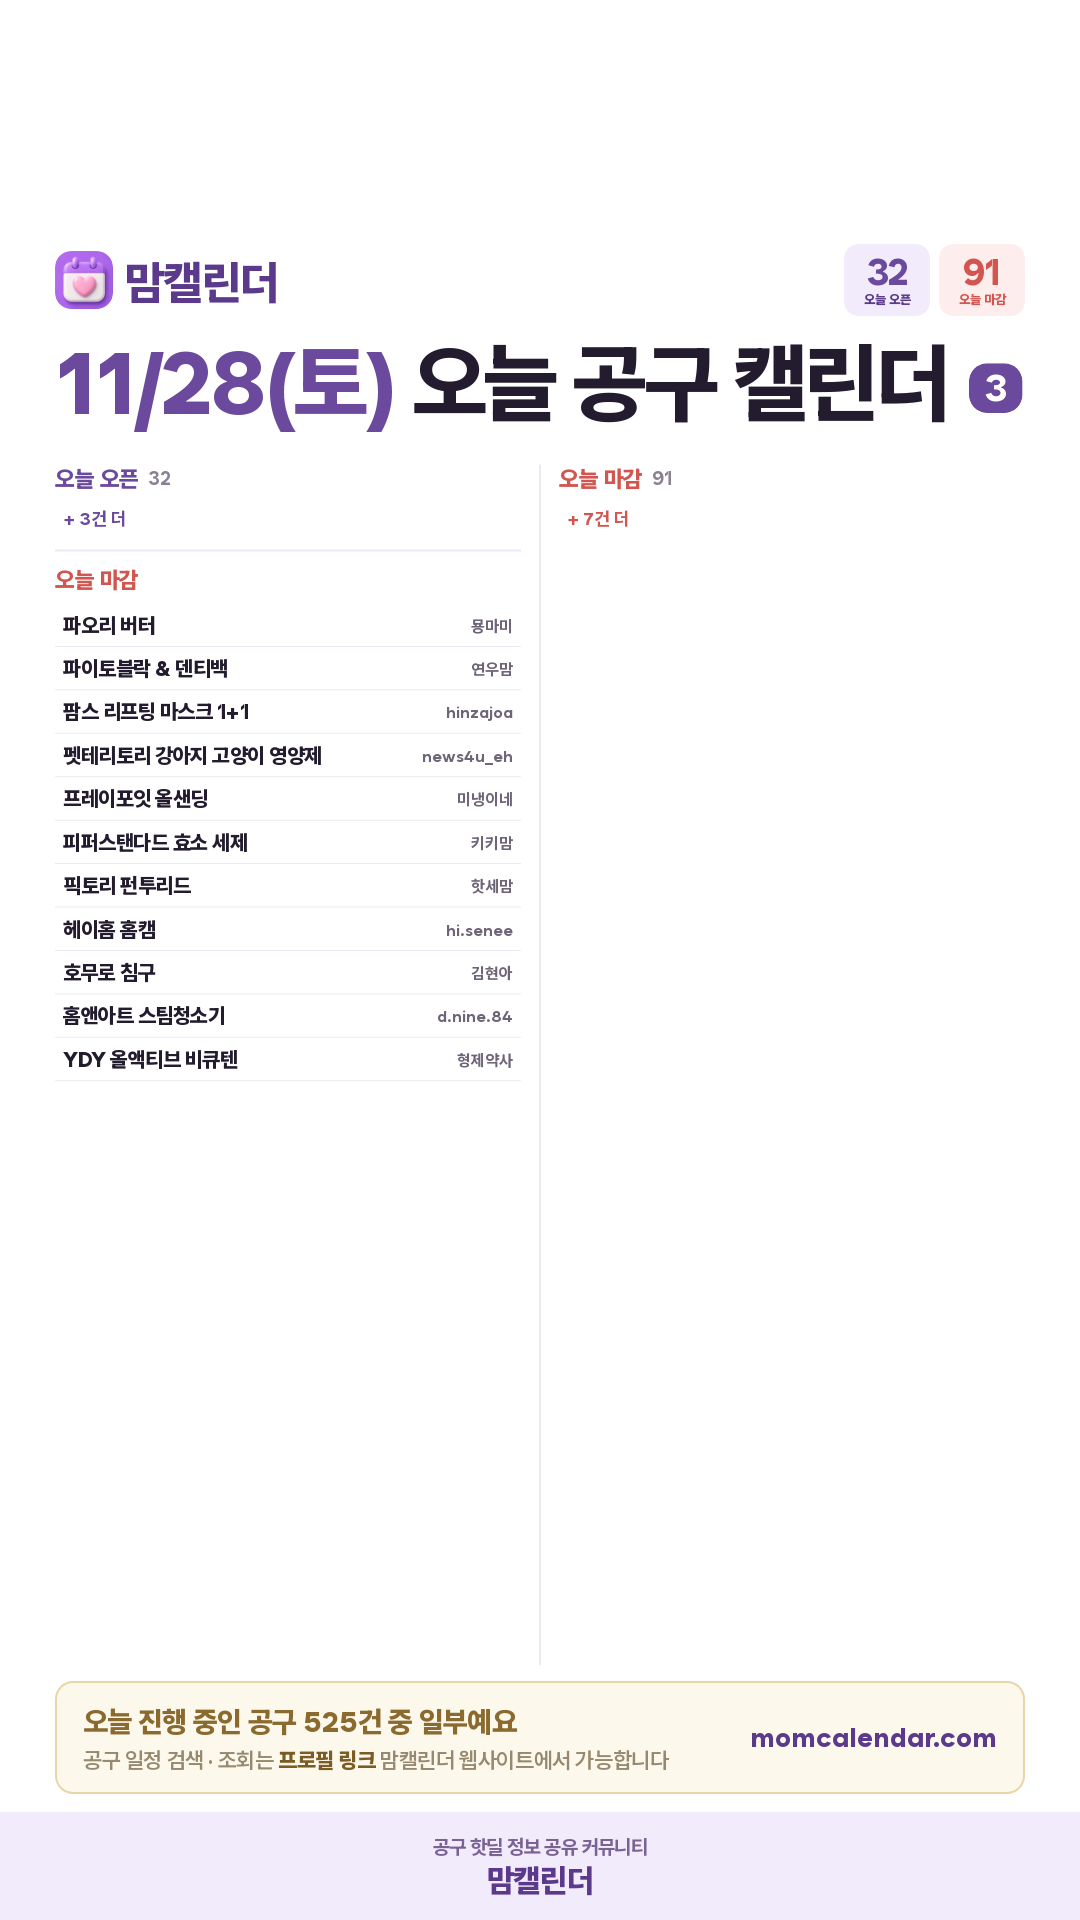 맘캘린더
32
오늘 오픈
91
오늘 마감
11/28(토) 오늘 공구 캘린더 3
오늘 오픈 32
+ 3건 더
오늘 마감
파오리 버터 용마미
파이토블락 & 덴티백 연우맘
팜스 리프팅 마스크 1+1 hinzajoa
펫테리토리 강아지 고양이 영양제 news4u_eh
프레이포잇 올샌딩 미냉이네
피퍼스탠다드 효소 세제 키키맘
픽토리 펀투리드 핫세맘
헤이홈 홈캠 hi.senee
호무로 침구 김현아
홈앤아트 스팀청소기 d.nine.84
YDY 올액티브 비큐텐 형제약사
오늘 마감 91
+ 7건 더
오늘 진행 중인 공구 525건 중 일부예요
공구 일정 검색 · 조회는 프로필 링크 맘캘린더 웹사이트에서 가능합니다
momcalendar.com
공구 핫딜 정보 공유 커뮤니티
맘캘린더